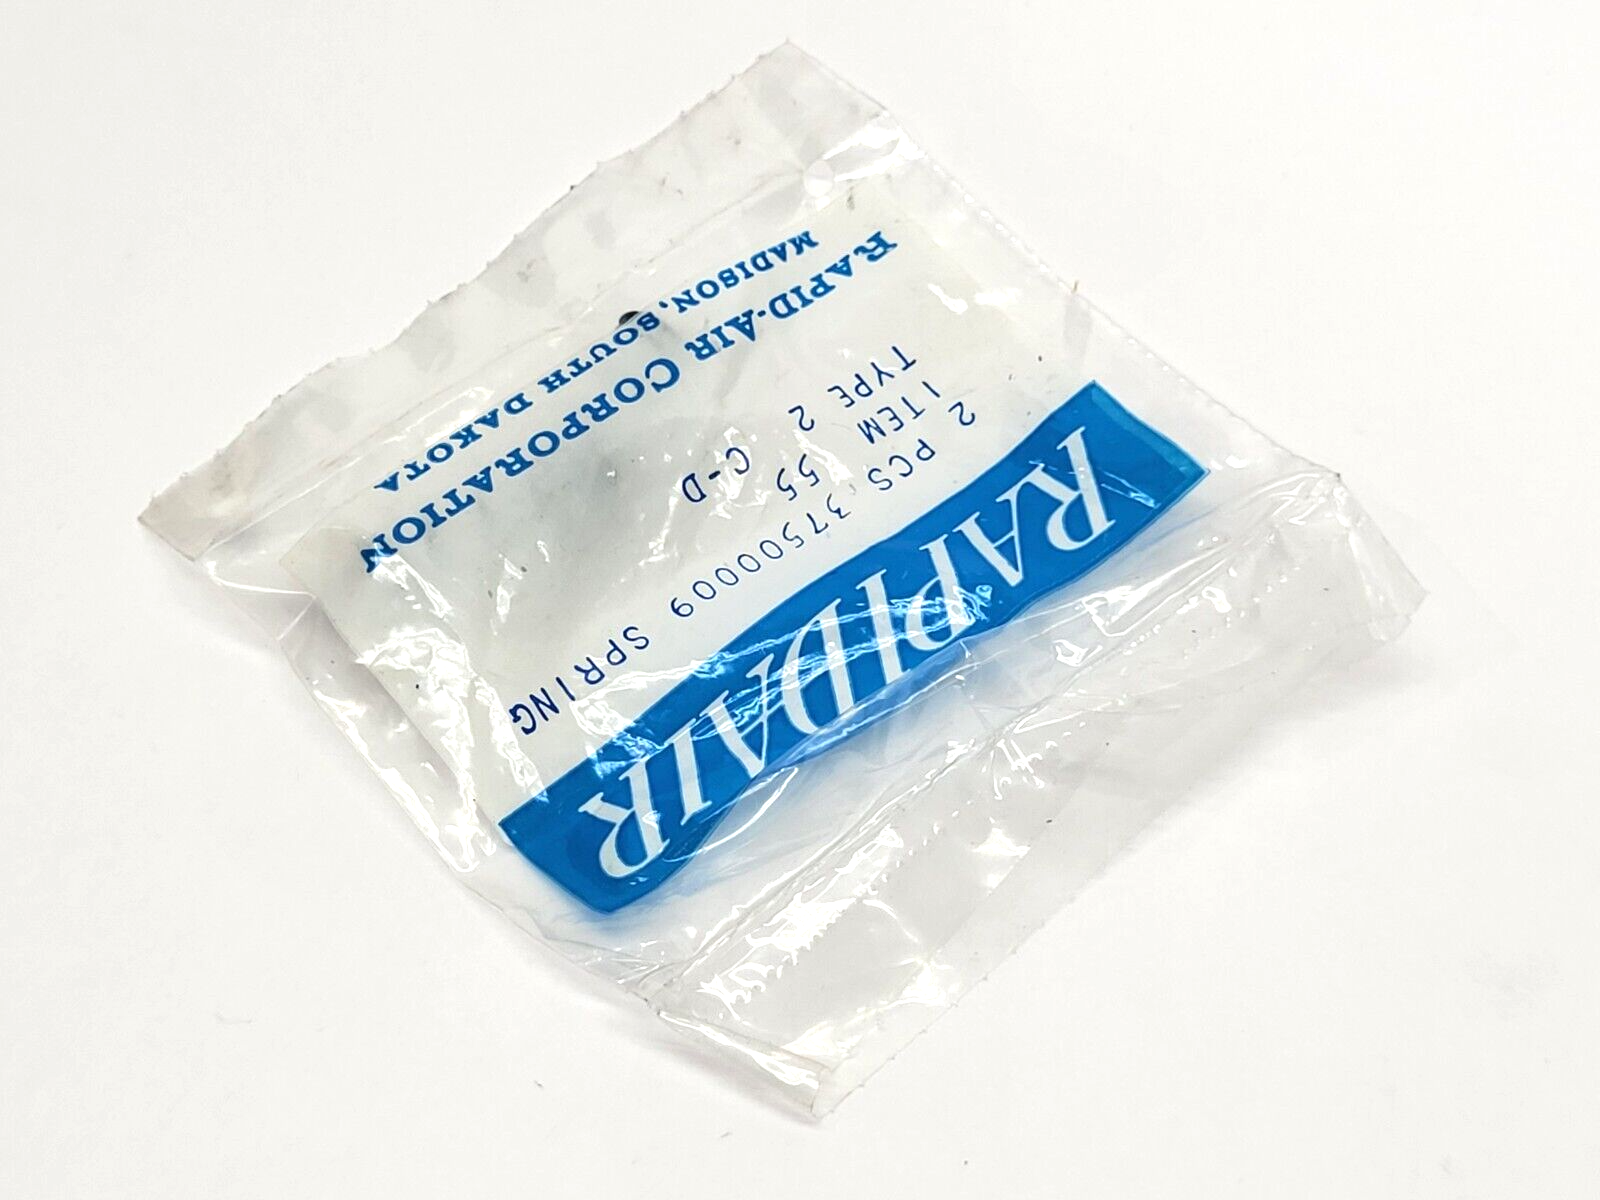 RAPIDAIR
2 PCS 37500009 SPRING
ITEM 55
TYPE 2 C-D
RAPID-AIR CORPORATION
MADISON, SOUTH DAKOTA